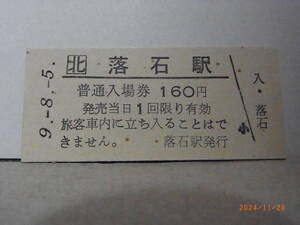 北 落石駅
普通入場券 160円
発売当日1回限り有効
旅客車内に立ち入ることはで
きません。 落石駅発行
9.-8.-5.
入・落石
小
2024-11-28